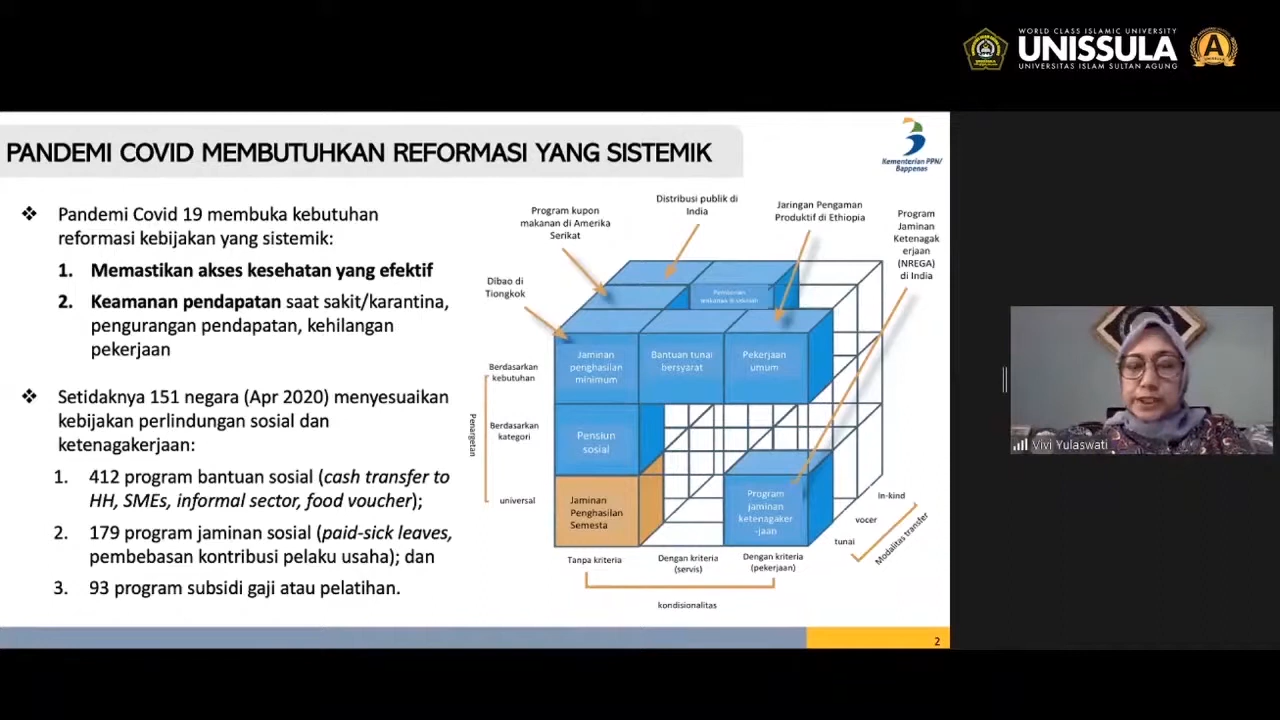 WORLD CLASS ISLAMIC UNIVERSITY
UNISSULA
UNIVERSITAS ISLAM SULTAN AGUNG
A
PANDEMI COVID MEMBUTUHKAN REFORMASI YANG SISTEMIK
Kementerian PPN/
Bappenas
Pandemi Covid 19 membuka kebutuhan
reformasi kebijakan yang sistemik:
1. Memastikan akses kesehatan yang efektif
2. Keamanan pendapatan saat sakit/karantina,
pengurangan pendapatan, kehilangan
pekerjaan
Setidaknya 151 negara (Apr 2020) menyesuaikan
kebijakan perlindungan sosial dan
ketenagakerjaan:
1. 412 program bantuan sosial (cash transfer to
HH, SMEs, informal sector, food voucher);
2. 179 program jaminan sosial (paid-sick leaves,
pembebasan kontribusi pelaku usaha); dan
3. 93 program subsidi gaji atau pelatihan.
Dibao di
Tiongkok
Program kupon
makanan di Amerika
Serikat
Distribusi publik di
India
Jaringan Pengaman
Produktif di Ethiopia
Program
Jaminan
Ketenagak
erjaan
(NREGA)
di India
makanan di sekolah
Jaminan
penghasilan
minimum
Bantuan tunai
bersyarat
Pekerjaan
umum
Pensiun
sosial
Jaminan
Penghasilan
Semesta
Program
jaminan
ketenagaker
-jaan
Penargetan
Berdasarkan
kebutuhan
Berdasarkan
kategori
universal
Tanpa kriteria
Dengan kriteria
(servis)
Dengan kriteria
(pekerjaan)
kondisionalitas
tunai
vocer
in-kind
Modalitas transfer
2
Vivi Yulaswati